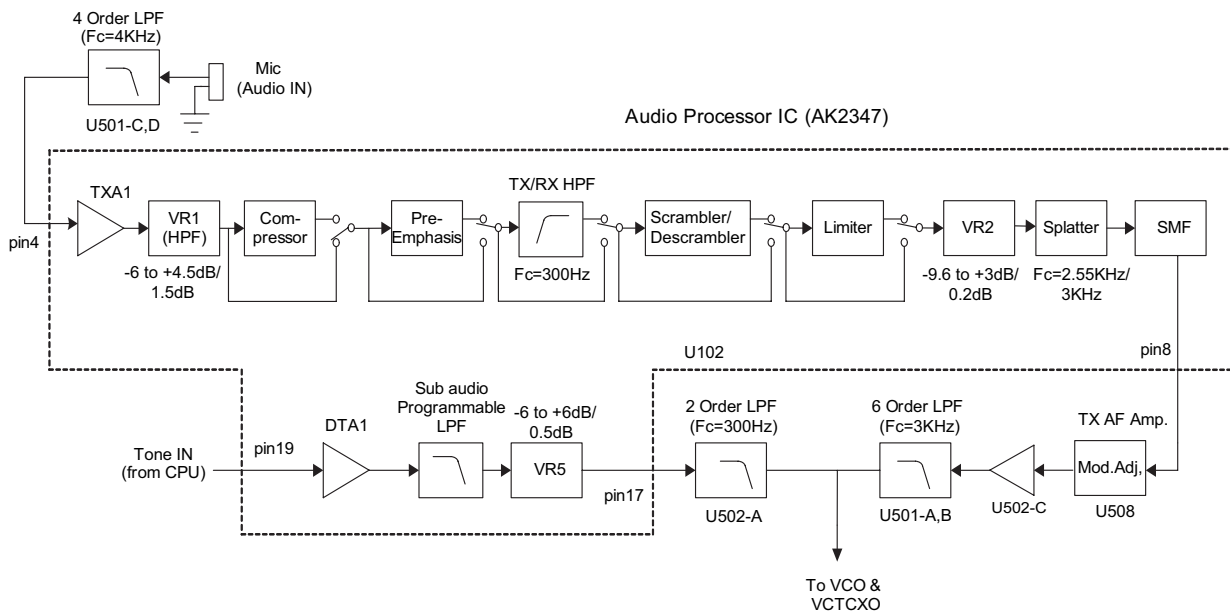 4 Order LPF
(Fc=4KHz)
Mic
(Audio IN)
U501-C,D
Audio Processor IC (AK2347)
TXA1
TX/RX HPF
pin4
VR1
(HPF)
Com-
pressor
Pre-
Emphasis
Scrambler/
Descrambler
Limiter
VR2
Splatter
SMF
-6 to +4.5dB/
1.5dB
Fc=300Hz
-9.6 to +3dB/
0.2dB
Fc=2.55KHz/
3KHz
U102
pin8
Sub audio
Programmable
LPF
-6 to +6dB/
0.5dB
2 Order LPF
(Fc=300Hz)
6 Order LPF
(Fc=3KHz)
TX AF Amp.
DTA1
Tone IN
(from CPU)
pin19
VR5
pin17
Mod.Adj,
U502-A
U501-A,B
U502-C
U508
To VCO &
VCTCXO